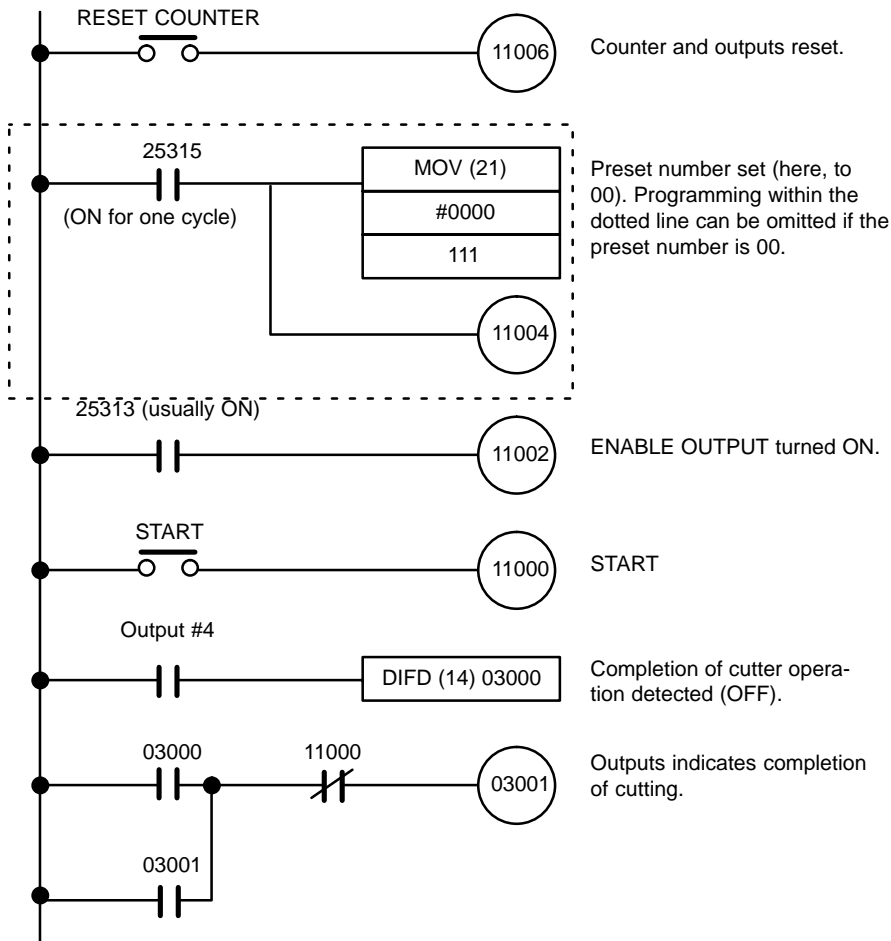 RESET COUNTER
11006
Counter and outputs reset.
25315
(ON for one cycle)
MOV (21)
#0000
111
Preset number set (here, to
00). Programming within the
dotted line can be omitted if the
preset number is 00.
11004
25313 (usually ON)
11002
ENABLE OUTPUT turned ON.
START
11000
START
Output #4
DIFD (14) 03000
Completion of cutter opera-
tion detected (OFF).
03000
11000
03001
Outputs indicates completion
of cutting.
03001